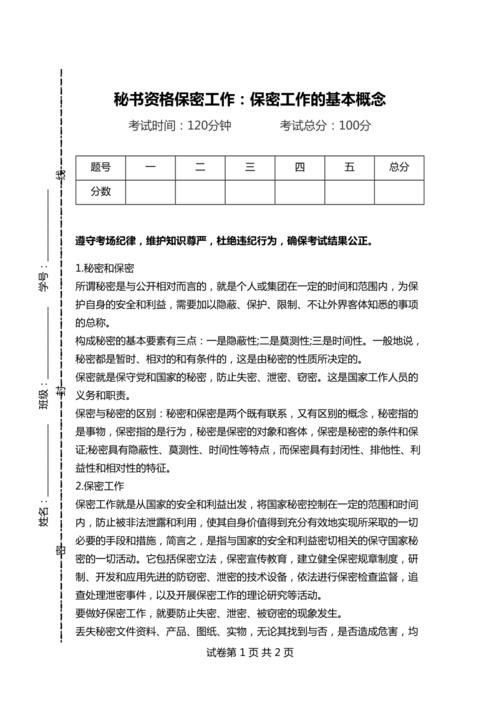 秘书资格保密工作：保密工作的基本概念
考试时间：120分钟 考试总分：100分
题号 一 二 三 四 五 总分
分数
遵守考场纪律，维护知识尊严，杜绝违纪行为，确保考试结果公正。
1.秘密和保密
所谓秘密是与公开相对而言的，就是个人或集团在一定的时间和范围内，为保
护自身的安全和利益，需要加以隐蔽、保护、限制、不让外界客体知悉的事项
的总称。
构成秘密的基本要素有三点：一是隐蔽性;二是莫测性;三是时间性。一般地说，
秘密都是暂时、相对的和有条件的，这是由秘密的性质所决定的。
保密就是保守党和国家的秘密，防止失密、泄密、窃密。这是国家工作人员的
义务和职责。
保密与秘密的区别：秘密和保密是两个既有联系，又有区别的概念，秘密指的
是事物，保密指的是行为，秘密是保密的对象和客体，保密是秘密的条件和保
证;秘密具有隐蔽性、莫测性、时间性等特点，而保密具有封闭性、排他性、利
益性和相对性的特征。
2.保密工作
保密工作就是从国家的安全和利益出发，将国家秘密控制在一定的范围和时间
内，防止被非法泄露和利用，使其自身价值得到充分有效地实现所采取的一切
必要的手段和措施，简言之，是指与国家的安全和利益密切相关的保守国家秘
密的一切活动。它包括保密立法，保密宣传教育，建立健全保密规章制度，研
制、开发和应用先进的防窃密、泄密的技术设备，依法进行保密检查监督，追
查处理泄密事件，以及开展保密工作的理论研究等活动。
要做好保密工作，就要防止失密、泄密、被窃密的现象发生。
丢失秘密文件资料、产品、图纸、实物，无论其找到与否，是否造成危害，均
试卷第 1 页 共 2 页
学号：
班级：
姓名：
线
封
密